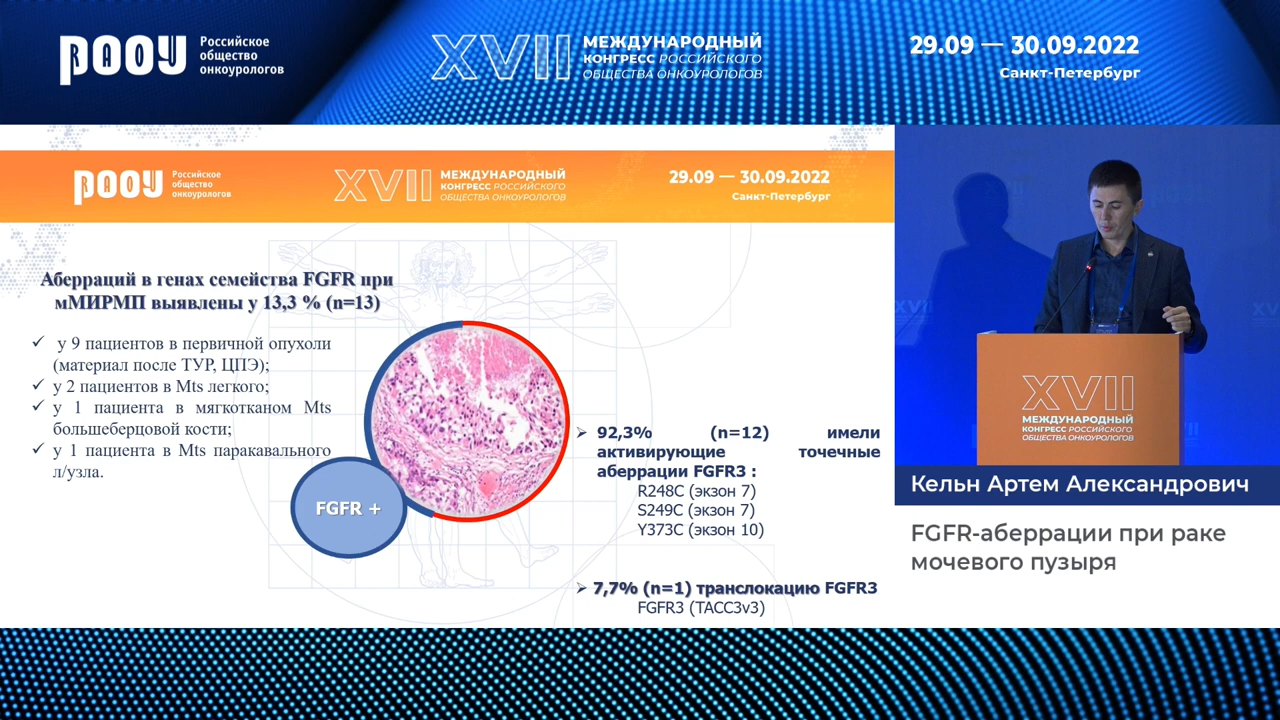 РАОУ
Российское
общество
онкоурологов
XVII
МЕЖДУНАРОДНЫЙ
КОНГРЕСС РОССИЙСКОГО
ОБЩЕСТВА ОНКОУРОЛОГОВ
29.09 — 30.09.2022
Санкт-Петербург
РАОУ
Российское
общество
онкоурологов
XVII
МЕЖДУНАРОДНЫЙ
КОНГРЕСС РОССИЙСКОГО
ОБЩЕСТВА ОНКОУРОЛОГОВ
29.09 — 30.09.2022
Санкт-Петербург
Аберраций в генах семейства FGFR при
мМИРМП выявлены у 13,3 % (n=13)
✓ у 9 пациентов в первичной опухоли
(материал после ТУР, ЦПЭ);
✓ у 2 пациентов в Mts легкого;
✓ у 1 пациента в мягкотканом Mts
большеберцовой кости;
✓ у 1 пациента в Mts паракавального
л/узла.
FGFR +
➢ 92,3% (n=12) имели
активирующие точечные
аберрации FGFR3 :
R248C (экзон 7)
S249C (экзон 7)
Y373C (экзон 10)
➢ 7,7% (n=1) транслокацию FGFR3
FGFR3 (TACC3v3)
XVII
МЕЖДУНАРОДНЫЙ
КОНГРЕСС РОССИЙСКОГО
ОБЩЕСТВА ОНКОУРОЛОГОВ
Кельн Артем Александрович
FGFR-аберрации при раке
мочевого пузыря